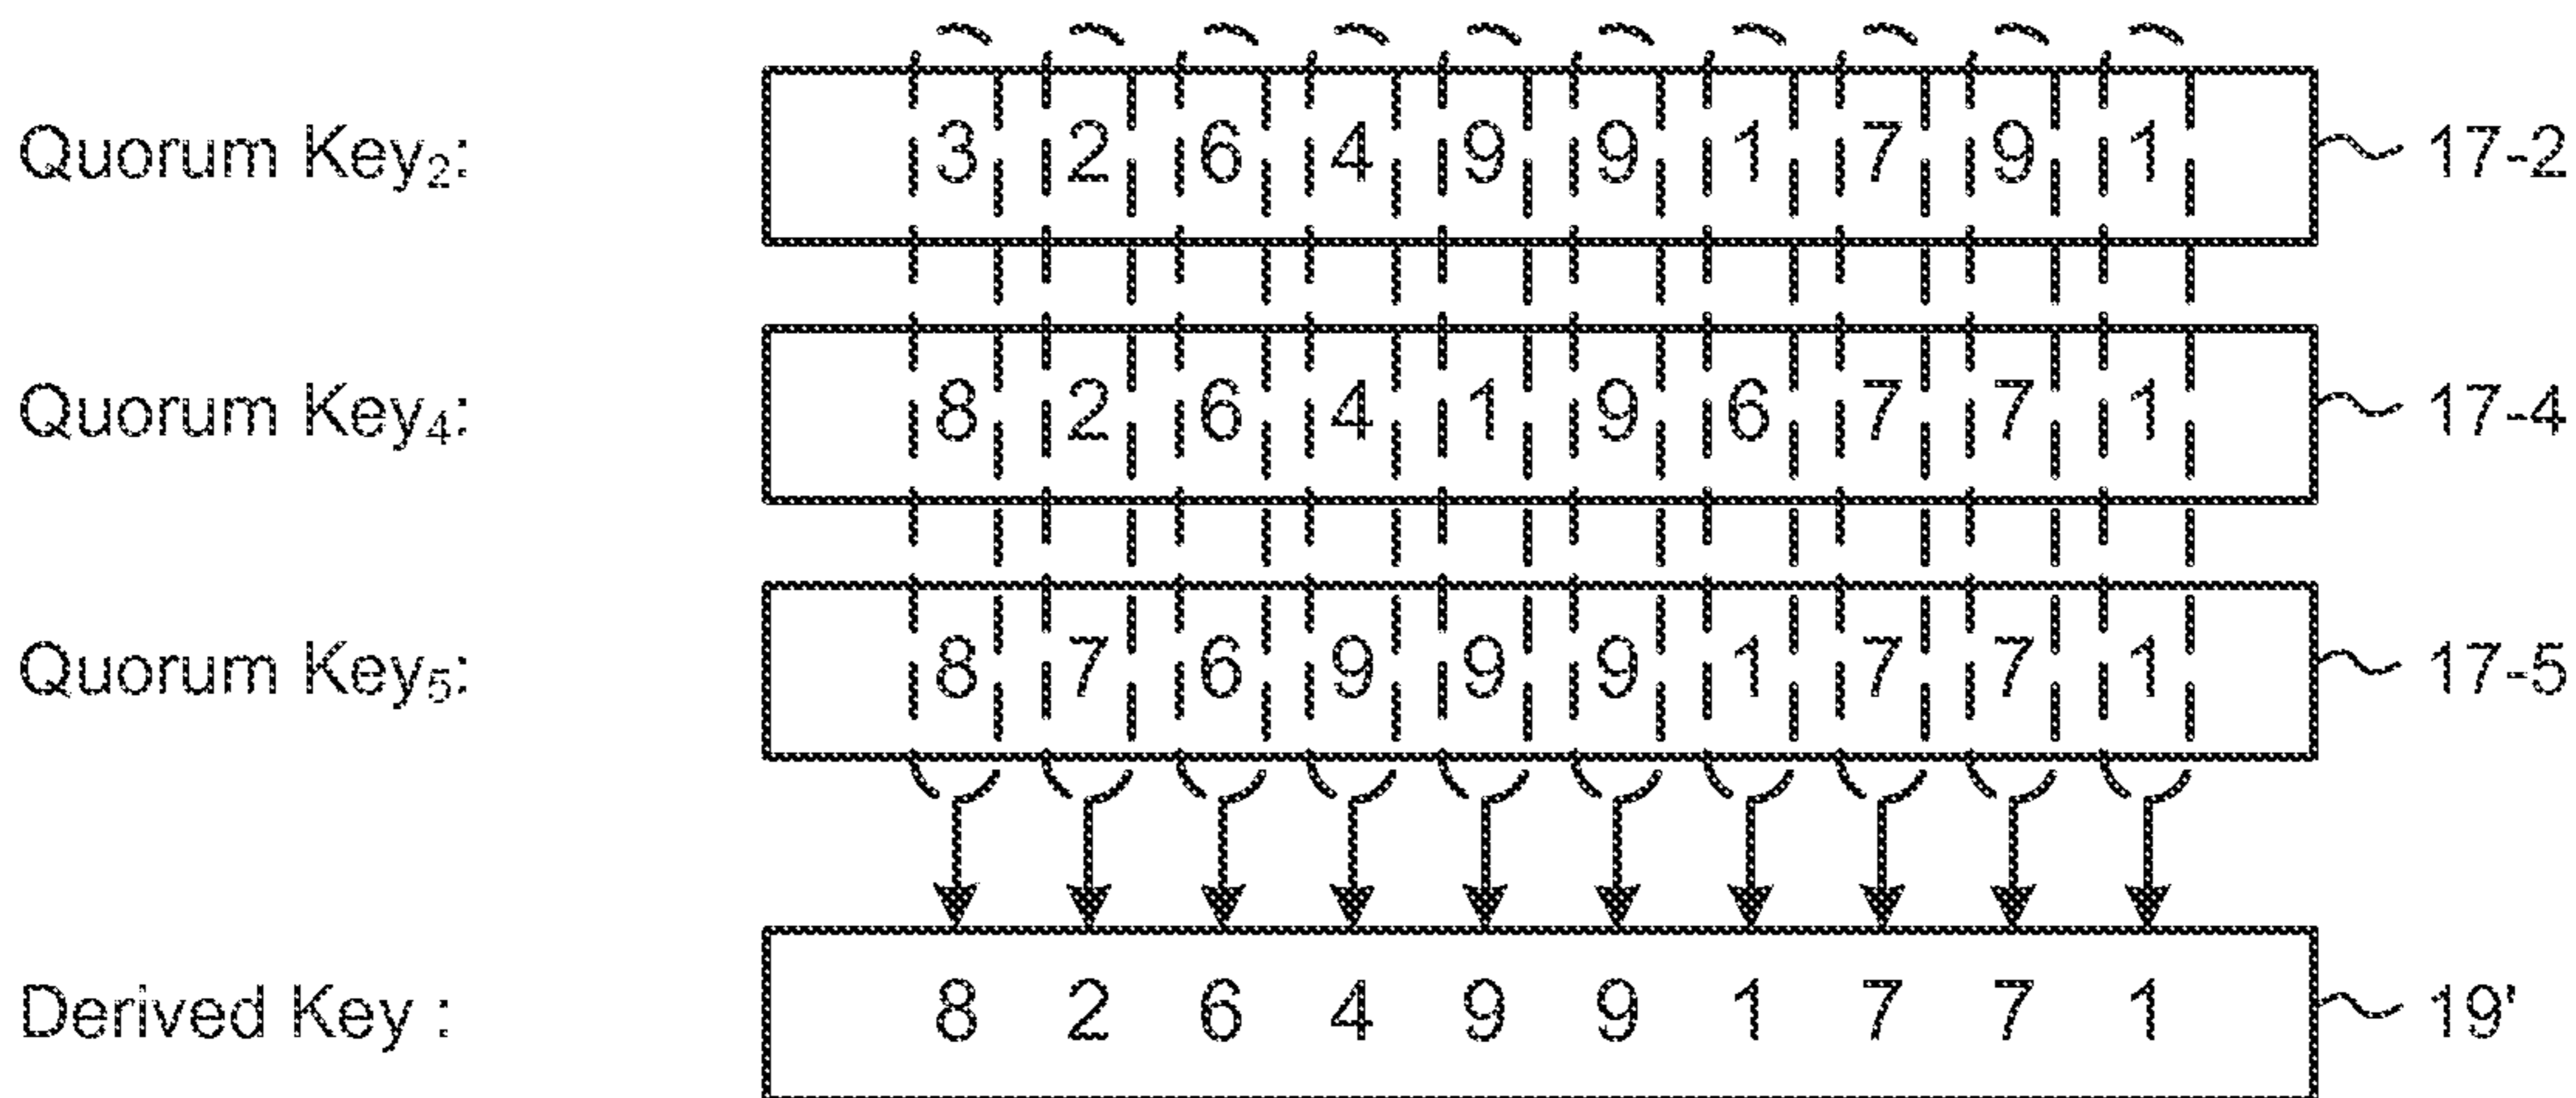 Quorum Key₂: 3 2 6 4 9 9 1 7 9 1 17-2
Quorum Key₄: 8 2 6 4 1 9 6 7 7 1 17-4
Quorum Key₅: 8 7 6 9 9 9 1 7 7 1 17-5
Derived Key : 8 2 6 4 9 9 1 7 7 1 19'